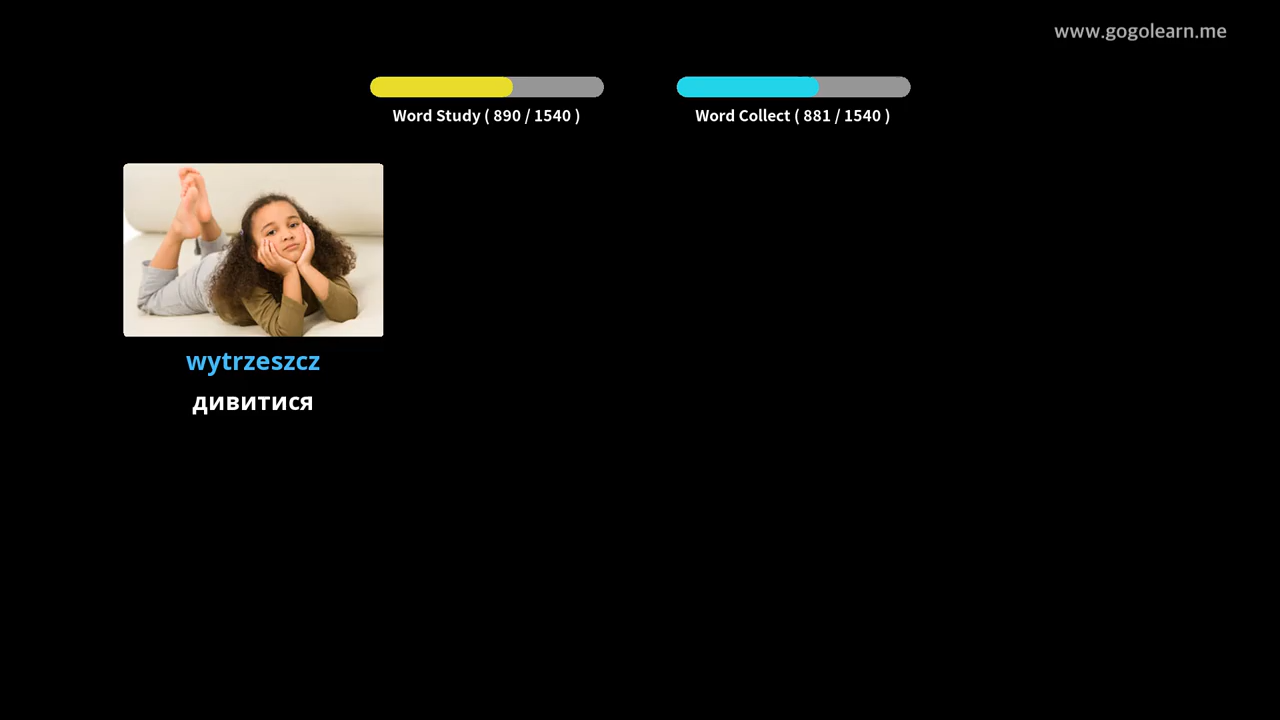 www.gogolearn.me
Word Study ( 890 / 1540 )
Word Collect ( 881 / 1540 )
wytrzeszcz
дивитися